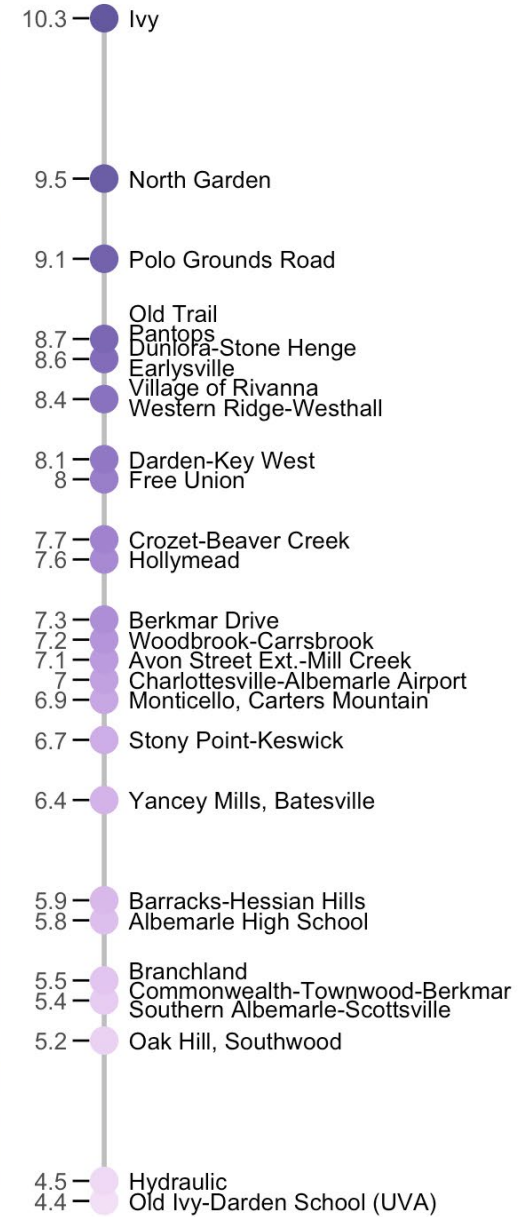 10.3 Ivy
9.5 North Garden
9.1 Polo Grounds Road
Old Trail
8.7 Pantops
Dunlora-Stone Henge
8.6
Earlysville
Village of Rivanna
8.4
Western Ridge-Westhall
8.1 Darden-Key West
8 Free Union
7.7 Crozet-Beaver Creek
7.6 Hollymead
7.3 Berkmar Drive
7.2 Woodbrook-Carrsbrook
7.1 Avon Street Ext.-Mill Creek
7 Charlottesville-Albemarle Airport
6.9 Monticello, Carters Mountain
6.7 Stony Point-Keswick
6.4 Yancey Mills, Batesville
5.9 Barracks-Hessian Hills
5.8 Albemarle High School
Branchland
5.5
Commonwealth-Townwood-Berkmar
5.4 Southern Albemarle-Scottsville
5.2 Oak Hill, Southwood
4.5 Hydraulic
4.4 Old Ivy-Darden School (UVA)